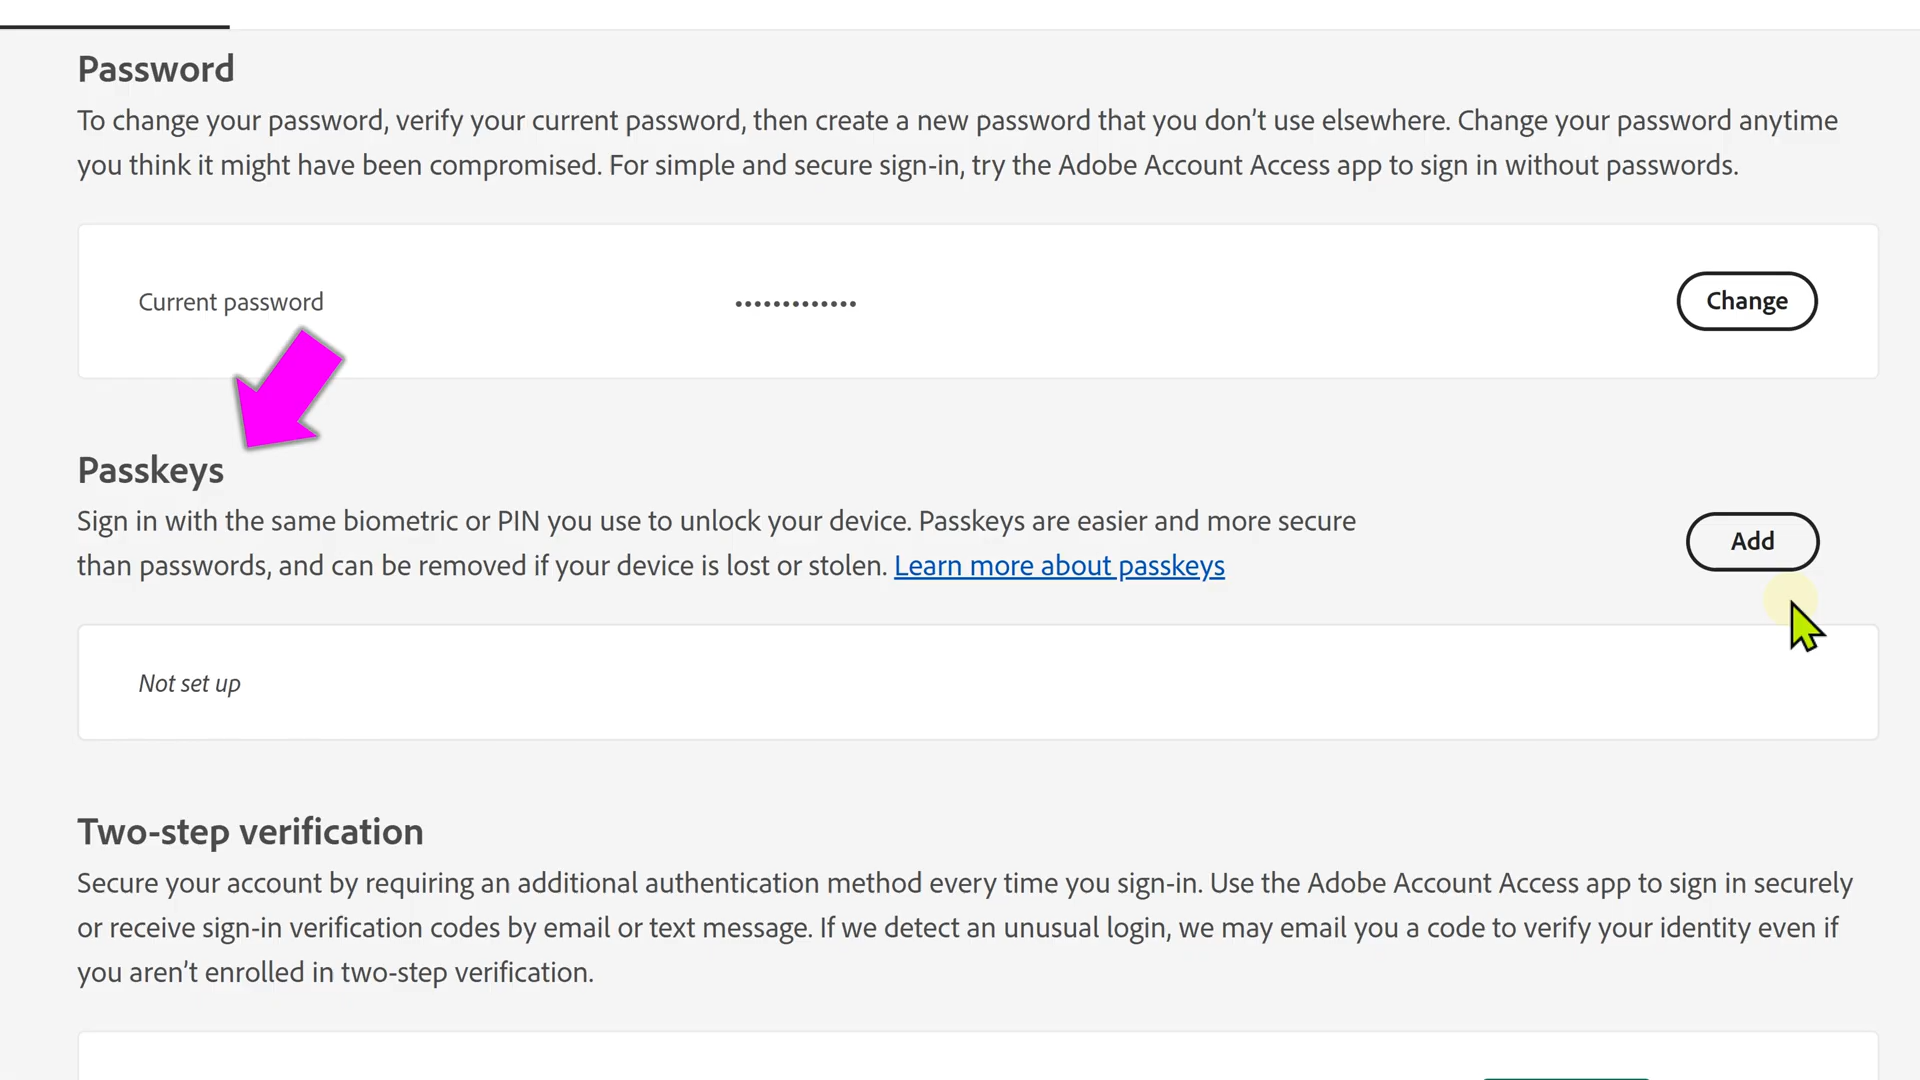 Password
To change your password, verify your current password, then create a new password that you don’t use elsewhere. Change your password anytime
you think it might have been compromised. For simple and secure sign-in, try the Adobe Account Access app to sign in without passwords.
Current password ••••••••••••• Change
Passkeys
Sign in with the same biometric or PIN you use to unlock your device. Passkeys are easier and more secure
than passwords, and can be removed if your device is lost or stolen. Learn more about passkeys
Add
Not set up
Two-step verification
Secure your account by requiring an additional authentication method every time you sign-in. Use the Adobe Account Access app to sign in securely
or receive sign-in verification codes by email or text message. If we detect an unusual login, we may email you a code to verify your identity even if
you aren’t enrolled in two-step verification.